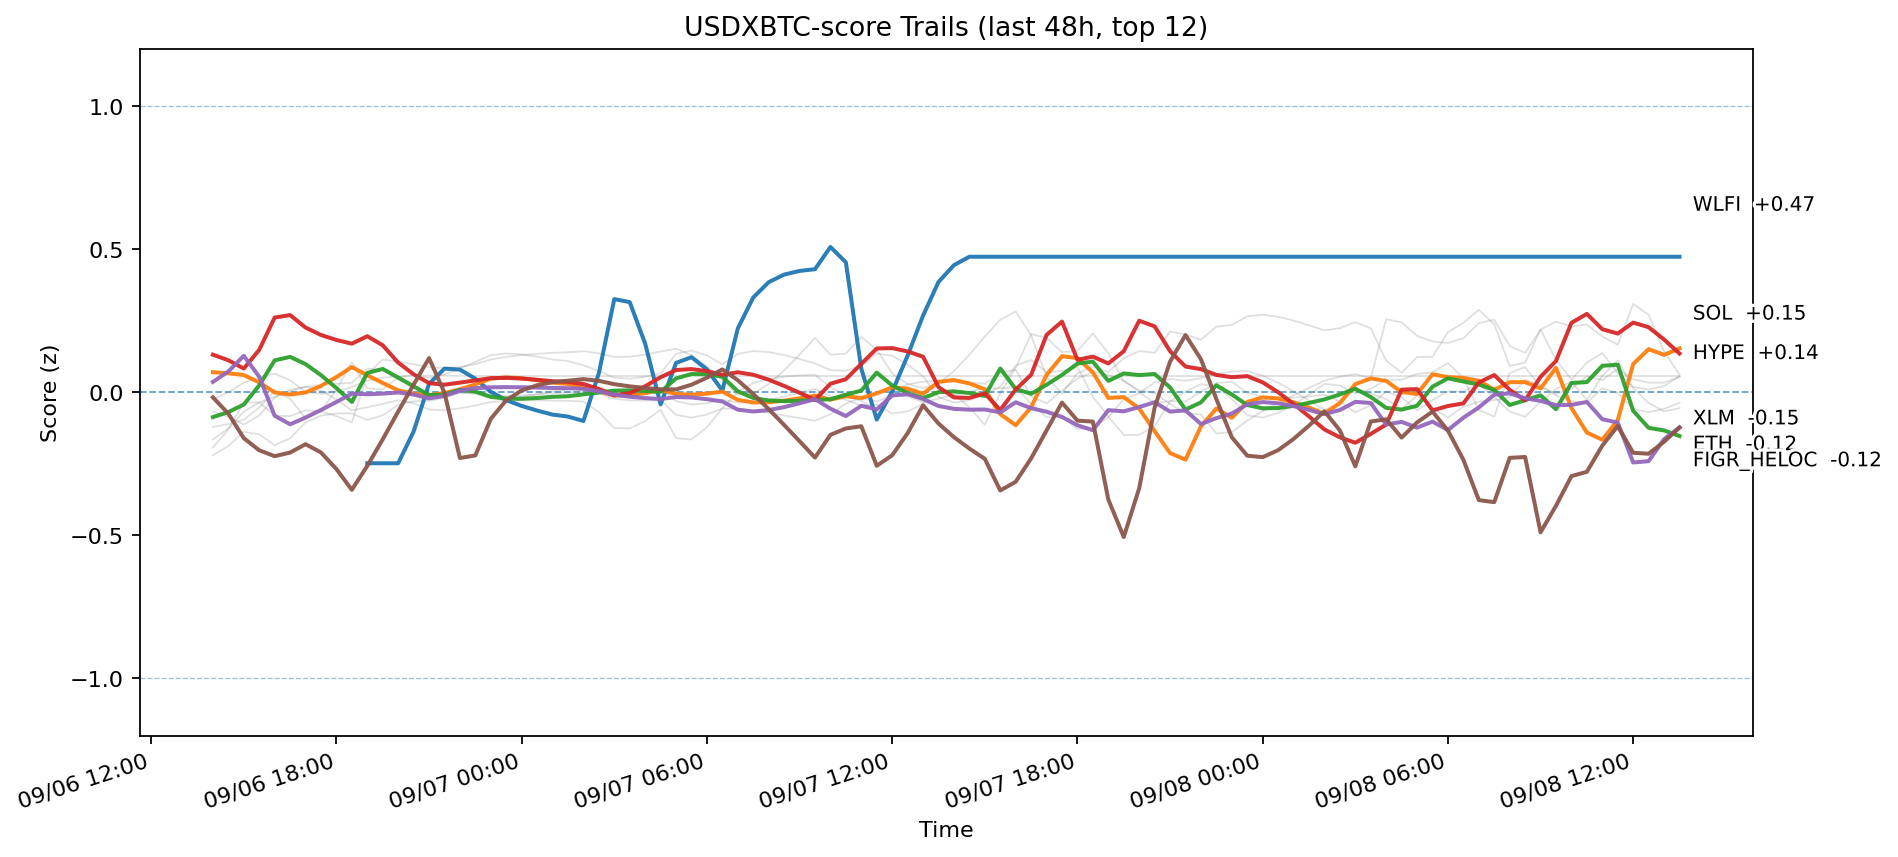 USDXBTC-score Trails (last 48h, top 12)
Score (z)
1.0
0.5
0.0
−0.5
−1.0
WLFI +0.47
SOL +0.15
HYPE +0.14
XLM -0.15
ETH -0.12
FIGR_HELOC -0.12
09/06 12:00
09/06 18:00
09/07 00:00
09/07 06:00
09/07 12:00
09/07 18:00
09/08 00:00
09/08 06:00
09/08 12:00
Time